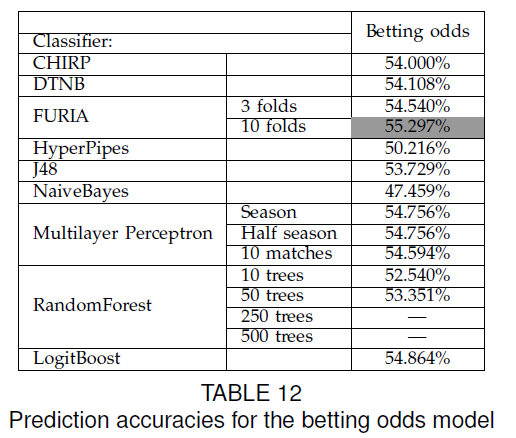 Classifier: Betting odds
CHIRP 54.000%
DTNB 54.108%
FURIA 3 folds 54.540%
10 folds 55.297%
HyperPipes 50.216%
J48 53.729%
NaiveBayes 47.459%
Multilayer Perceptron Season 54.756%
Half season 54.756%
10 matches 54.594%
RandomForest 10 trees 52.540%
50 trees 53.351%
250 trees —
500 trees —
LogitBoost 54.864%
TABLE 12
Prediction accuracies for the betting odds model